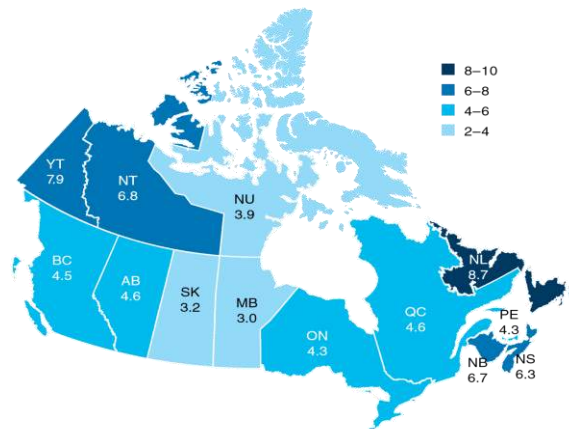 8–10
6–8
4–6
2–4
YT
7.9
NT
6.8
NU
3.9
BC
4.5
AB
4.6
SK
3.2
MB
3.0
ON
4.3
QC
4.6
NL
8.7
PE
4.3
NB
6.7
NS
6.3